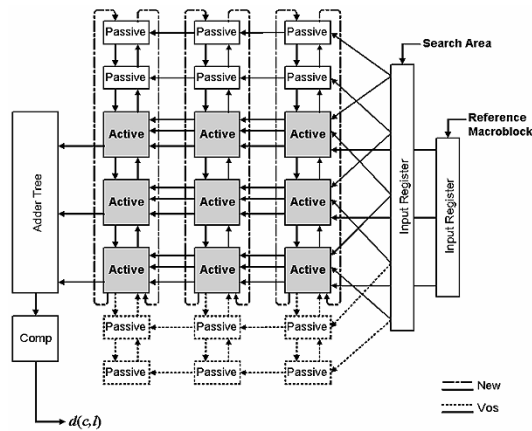 Passive Passive Passive
Search Area
Passive Passive Passive
Reference
Macroblock
Active Active Active
Adder Tree
Active Active Active
Input Register
Input Register
Active Active Active
Passive Passive Passive
Comp
Passive Passive Passive
New
Vos
d(c,l)